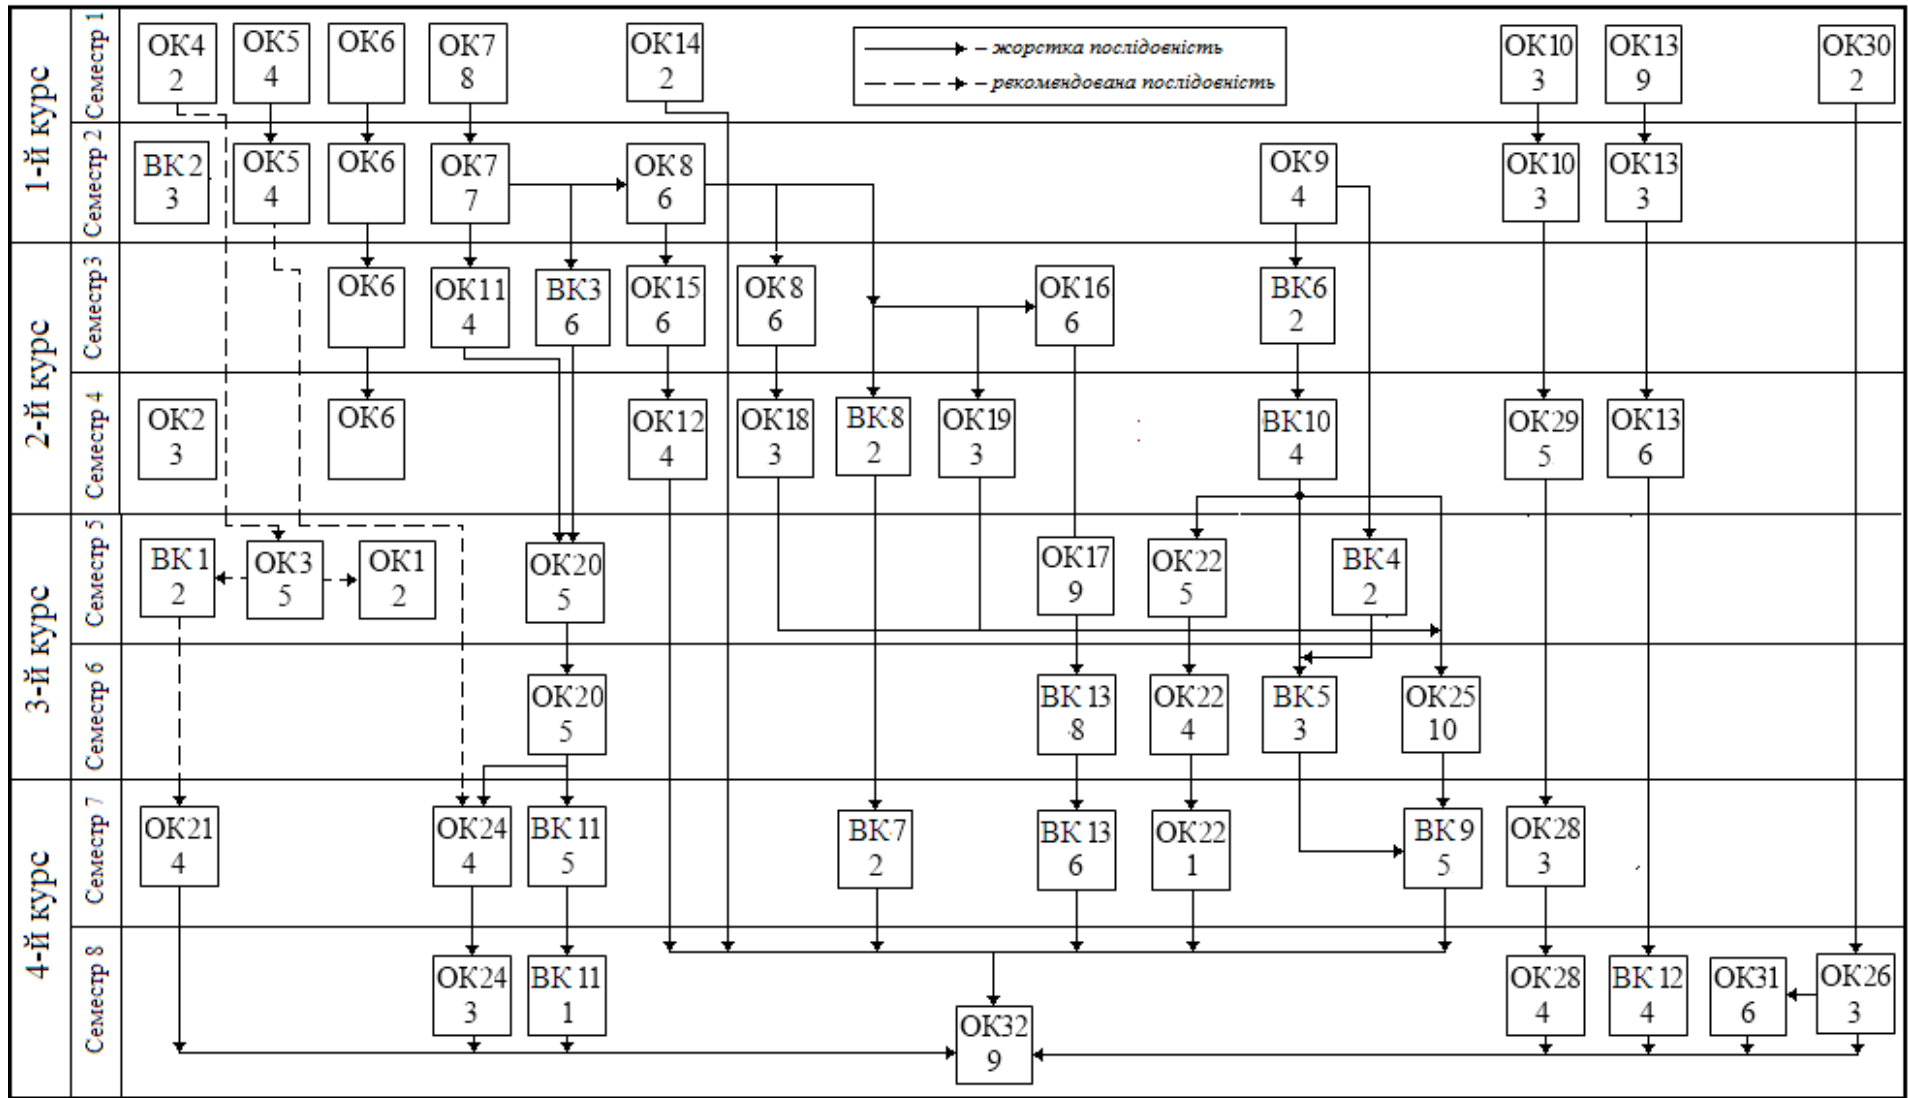 1-й курс
Семестр 1
ОК4
2
ОК5
4
ОК6
ОК7
8
ОК14
2
– жорстка послідовність
– рекомендована послідовність
ОК10
3
ОК13
9
ОК30
2
Семестр 2
ВК2
3
ОК5
4
ОК6
ОК7
7
ОК8
6
ОК9
4
ОК10
3
ОК13
3
2-й курс
Семестр 3
ОК6
ОК11
4
ВК3
6
ОК15
6
ОК8
6
ОК16
6
ВК6
2
Семестр 4
ОК2
3
ОК6
ОК12
4
ОК18
3
ВК8
2
ОК19
3
ВК10
4
ОК29
5
ОК13
6
3-й курс
Семестр 5
ВК1
2
ОК3
5
ОК1
2
ОК20
5
ОК17
9
ОК22
5
ВК4
2
Семестр 6
ОК20
5
ВК13
8
ОК22
4
ВК5
3
ОК25
10
4-й курс
Семестр 7
ОК21
4
ОК24
4
ВК11
5
ВК7
2
ВК13
6
ОК22
1
ВК9
5
ОК28
3
Семестр 8
ОК24
3
ВК11
1
ОК32
9
ОК28
4
ВК12
4
ОК31
6
ОК26
3